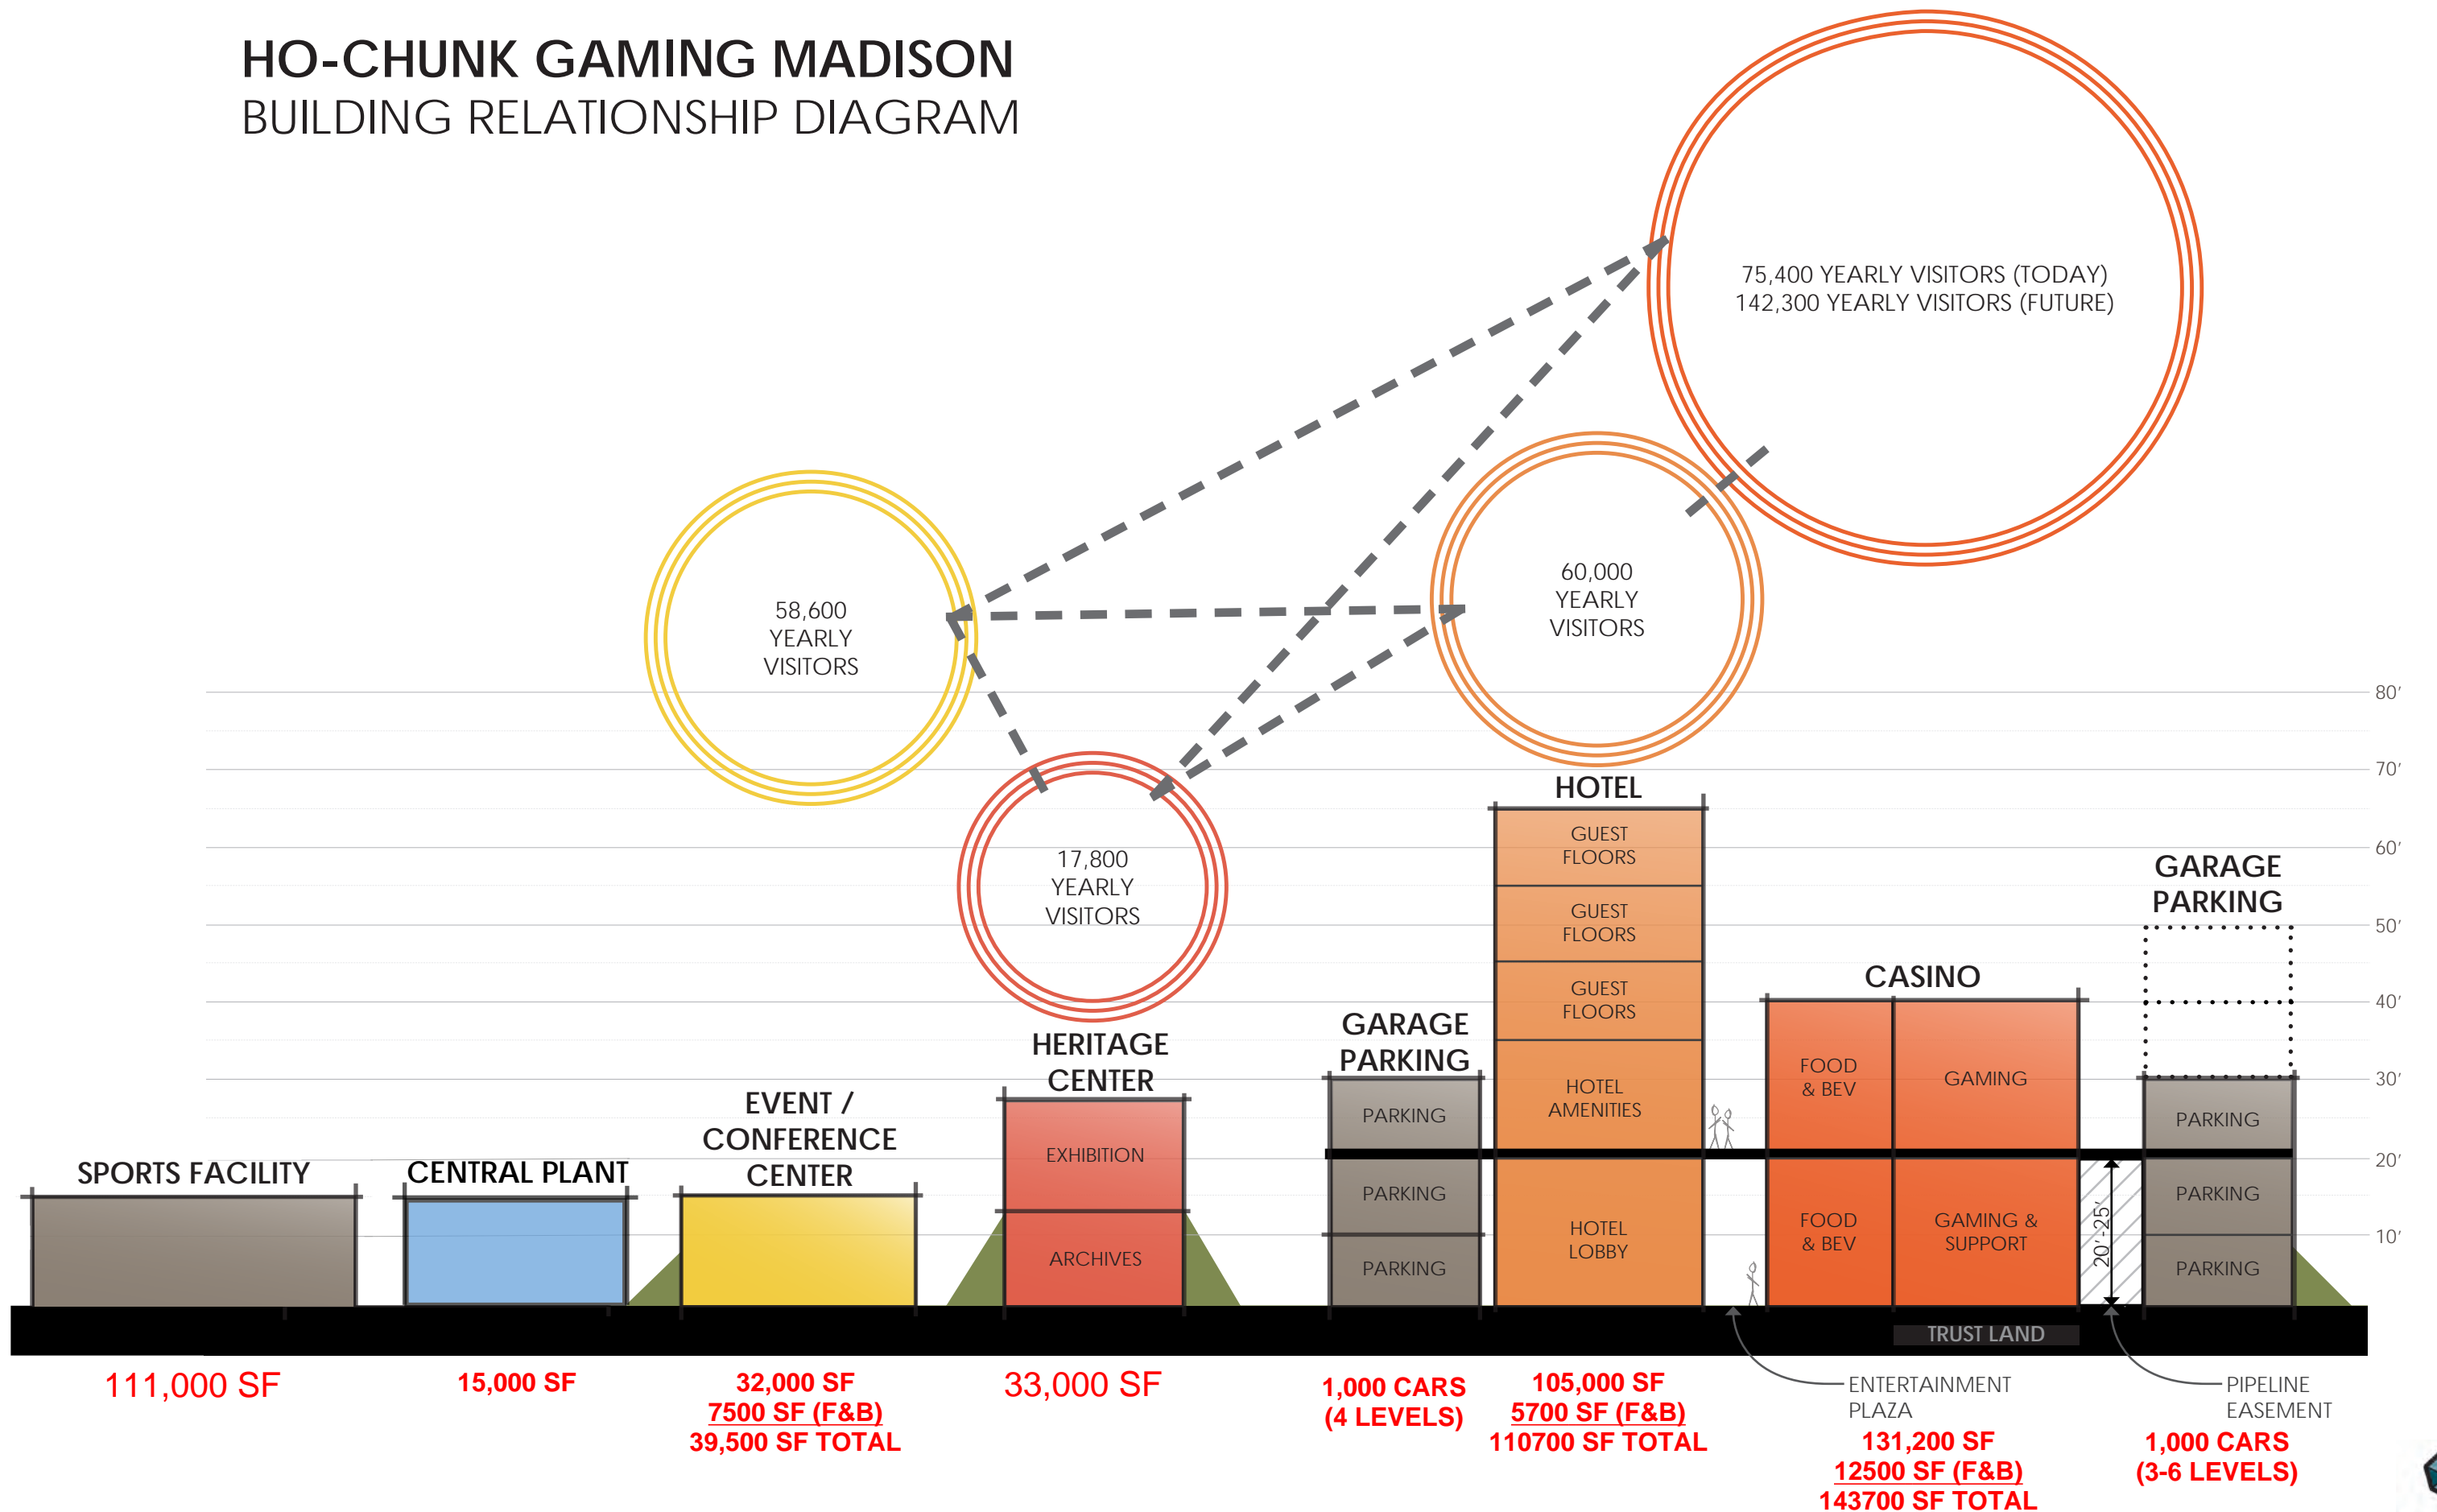 HO-CHUNK GAMING MADISON
BUILDING RELATIONSHIP DIAGRAM
75,400 YEARLY VISITORS (TODAY)
142,300 YEARLY VISITORS (FUTURE)
58,600
YEARLY
VISITORS
60,000
YEARLY
VISITORS
17,800
YEARLY
VISITORS
80'
70'
60'
50'
40'
30'
20'
10'
SPORTS FACILITY
CENTRAL PLANT
EVENT /
CONFERENCE
CENTER
HERITAGE
CENTER
EXHIBITION
ARCHIVES
GARAGE
PARKING
PARKING
PARKING
PARKING
HOTEL
GUEST
FLOORS
GUEST
FLOORS
GUEST
FLOORS
HOTEL
AMENITIES
HOTEL
LOBBY
CASINO
FOOD
& BEV
GAMING
FOOD
& BEV
GAMING &
SUPPORT
20'-25'
GARAGE
PARKING
PARKING
PARKING
PARKING
TRUST LAND
ENTERTAINMENT
PLAZA
PIPELINE
EASEMENT
111,000 SF
15,000 SF
32,000 SF
7500 SF (F&B)
39,500 SF TOTAL
33,000 SF
1,000 CARS
(4 LEVELS)
105,000 SF
5700 SF (F&B)
110700 SF TOTAL
131,200 SF
12500 SF (F&B)
143700 SF TOTAL
1,000 CARS
(3-6 LEVELS)